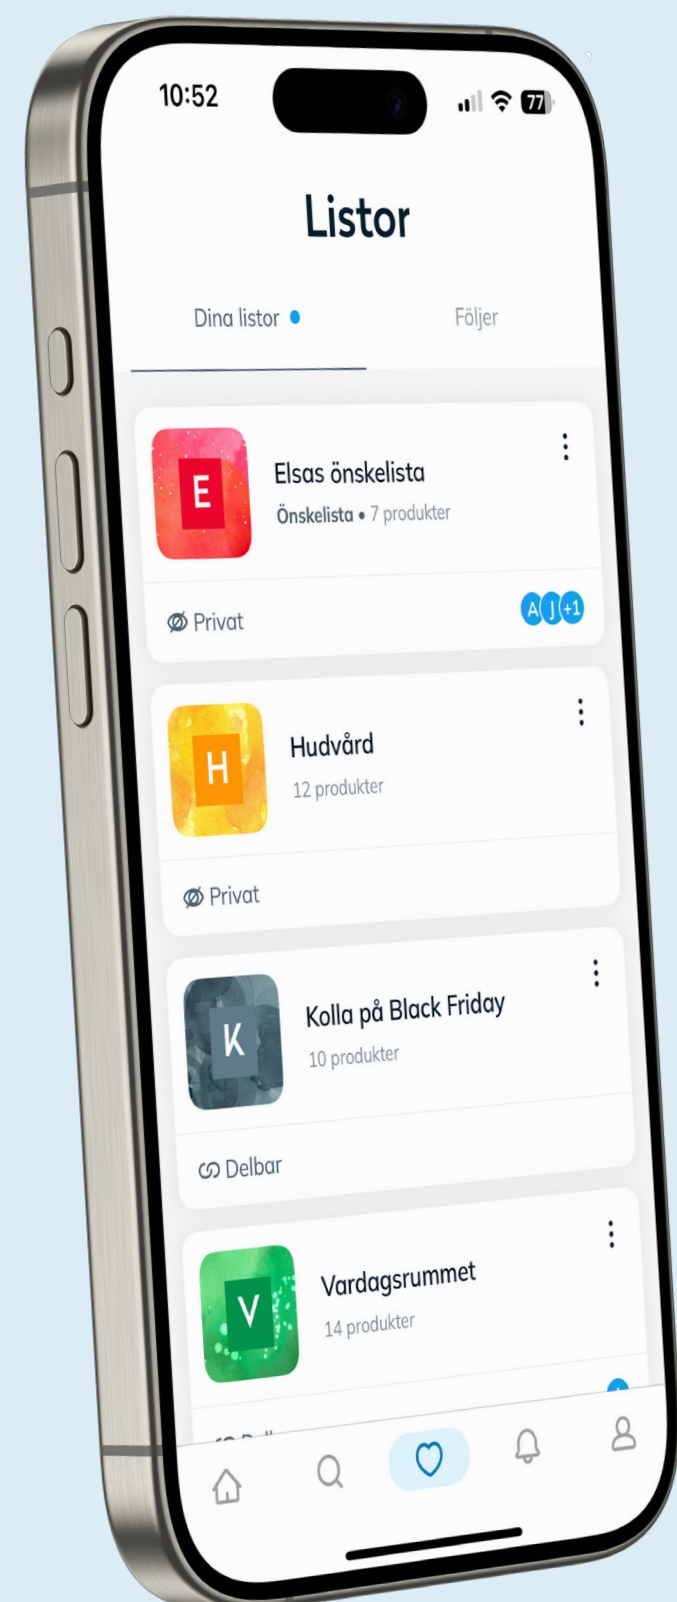 10:52
77
Listor
Dina listor
Följer
E
Elsas önskelista
Önskelista • 7 produkter
Privat
A J +1
H
Hudvård
12 produkter
Privat
K
Kolla på Black Friday
10 produkter
Delbar
V
Vardagsrummet
14 produkter